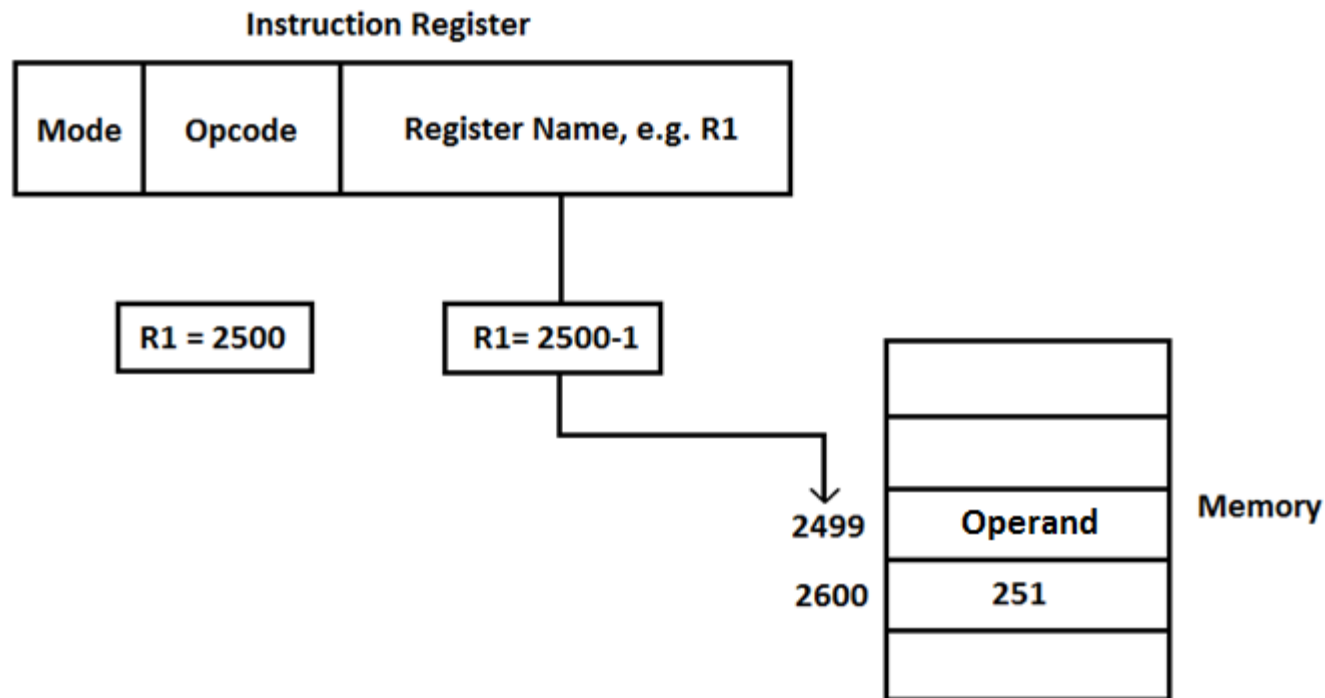 Instruction Register
Mode
Opcode
Register Name, e.g. R1
R1 = 2500
R1= 2500-1
2499
Operand
Memory
2600
251